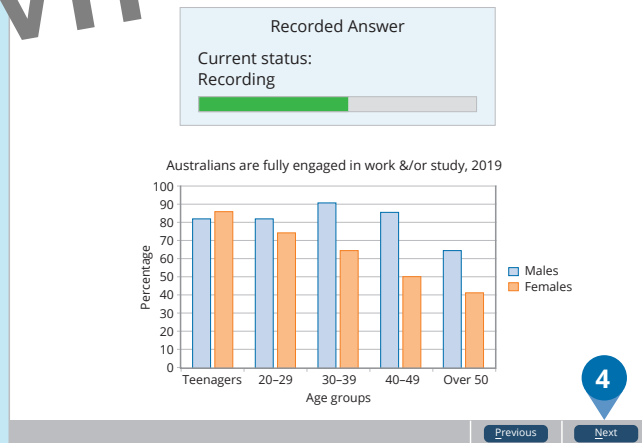 Recorded Answer
Current status:
Recording
Australians are fully engaged in work &/or study, 2019
100
90
80
70
60
50
40
30
20
10
0
Percentage
Teenagers 20–29 30–39 40–49 Over 50
Age groups
Males
Females
4
Previous Next